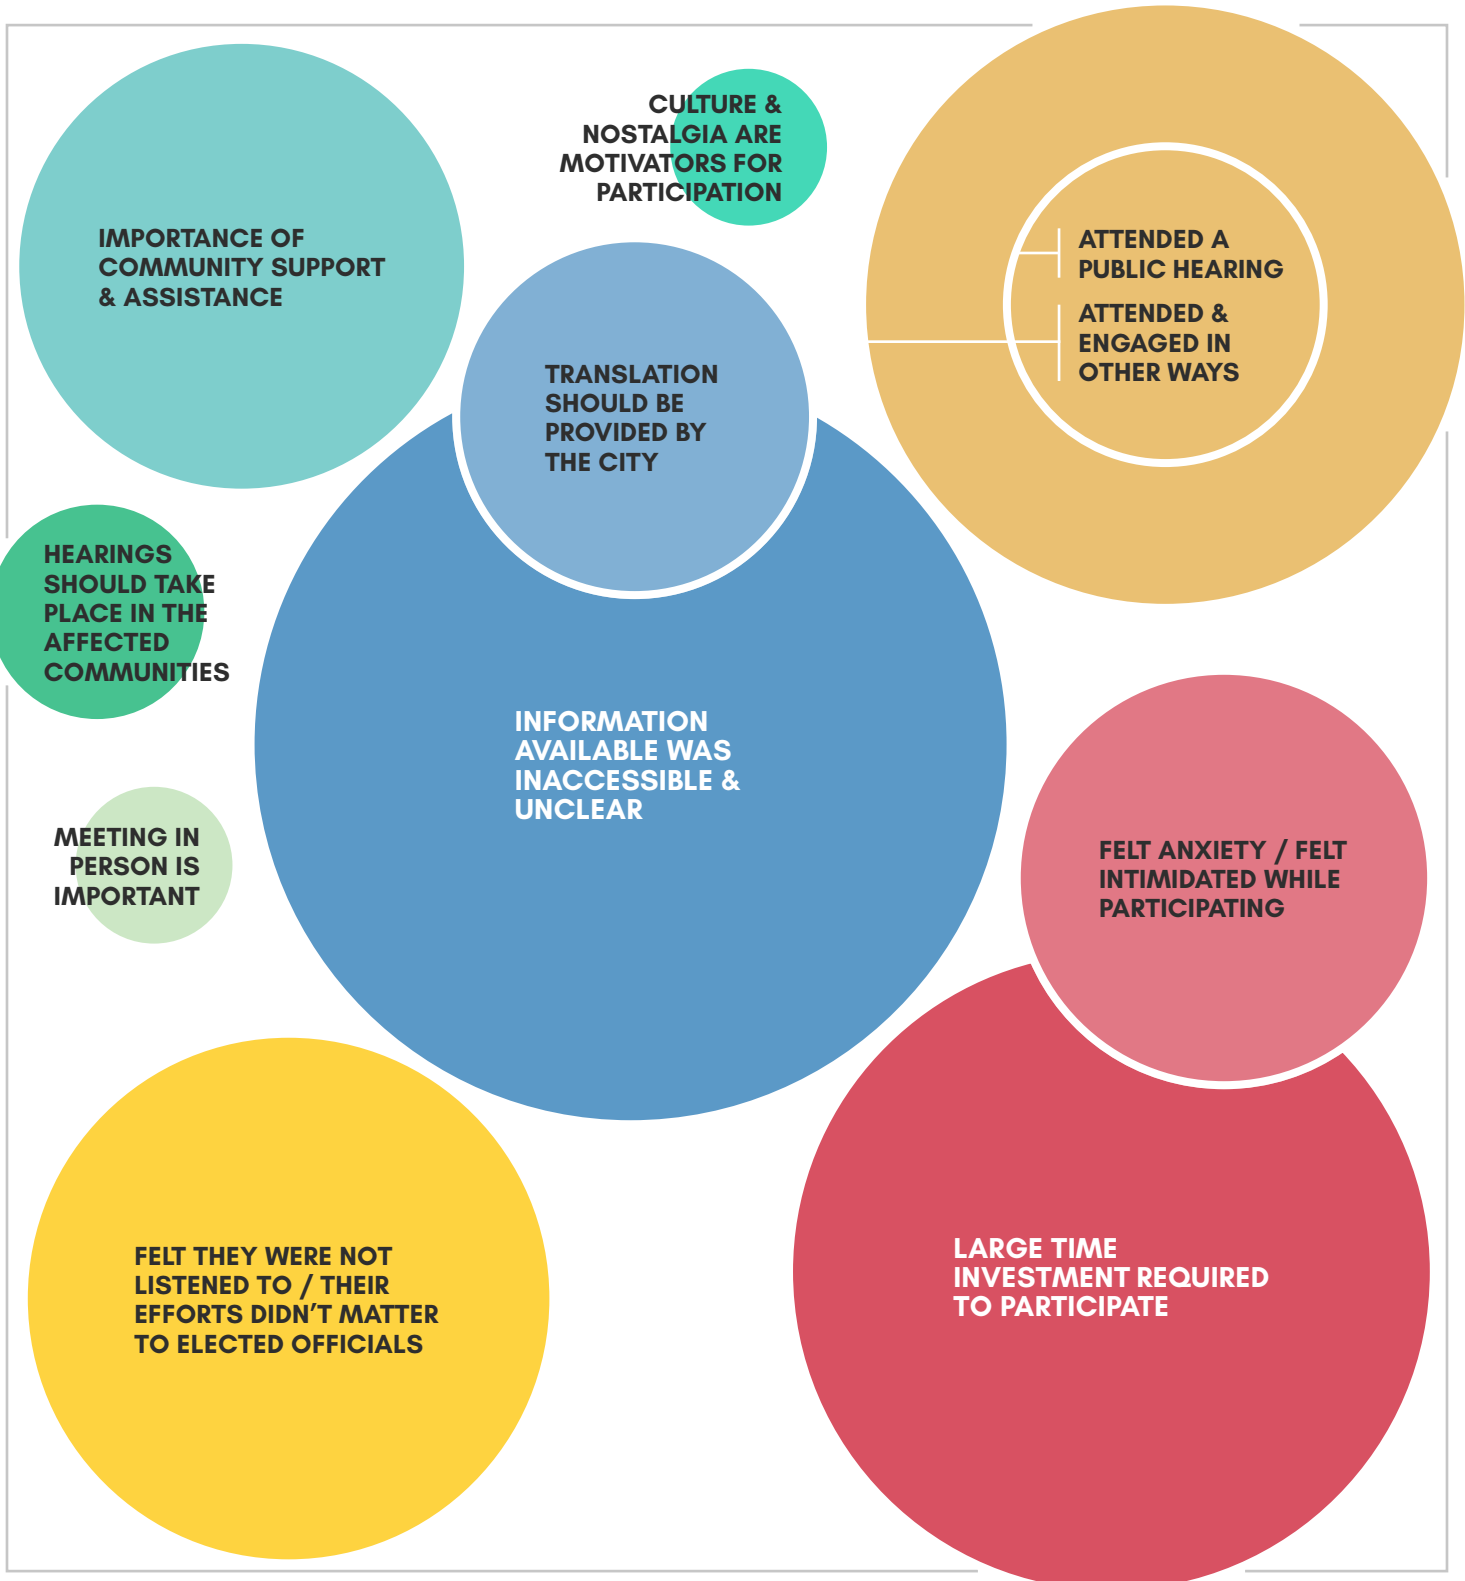 CULTURE &
NOSTALGIA ARE
MOTIVATORS FOR
PARTICIPATION
IMPORTANCE OF
COMMUNITY SUPPORT
& ASSISTANCE
ATTENDED A
PUBLIC HEARING
ATTENDED &
ENGAGED IN
OTHER WAYS
TRANSLATION
SHOULD BE
PROVIDED BY
THE CITY
HEARINGS
SHOULD TAKE
PLACE IN THE
AFFECTED
COMMUNITIES
INFORMATION
AVAILABLE WAS
INACCESSIBLE &
UNCLEAR
MEETING IN
PERSON IS
IMPORTANT
FELT ANXIETY / FELT
INTIMIDATED WHILE
PARTICIPATING
FELT THEY WERE NOT
LISTENED TO / THEIR
EFFORTS DIDN’T MATTER
TO ELECTED OFFICIALS
LARGE TIME
INVESTMENT REQUIRED
TO PARTICIPATE